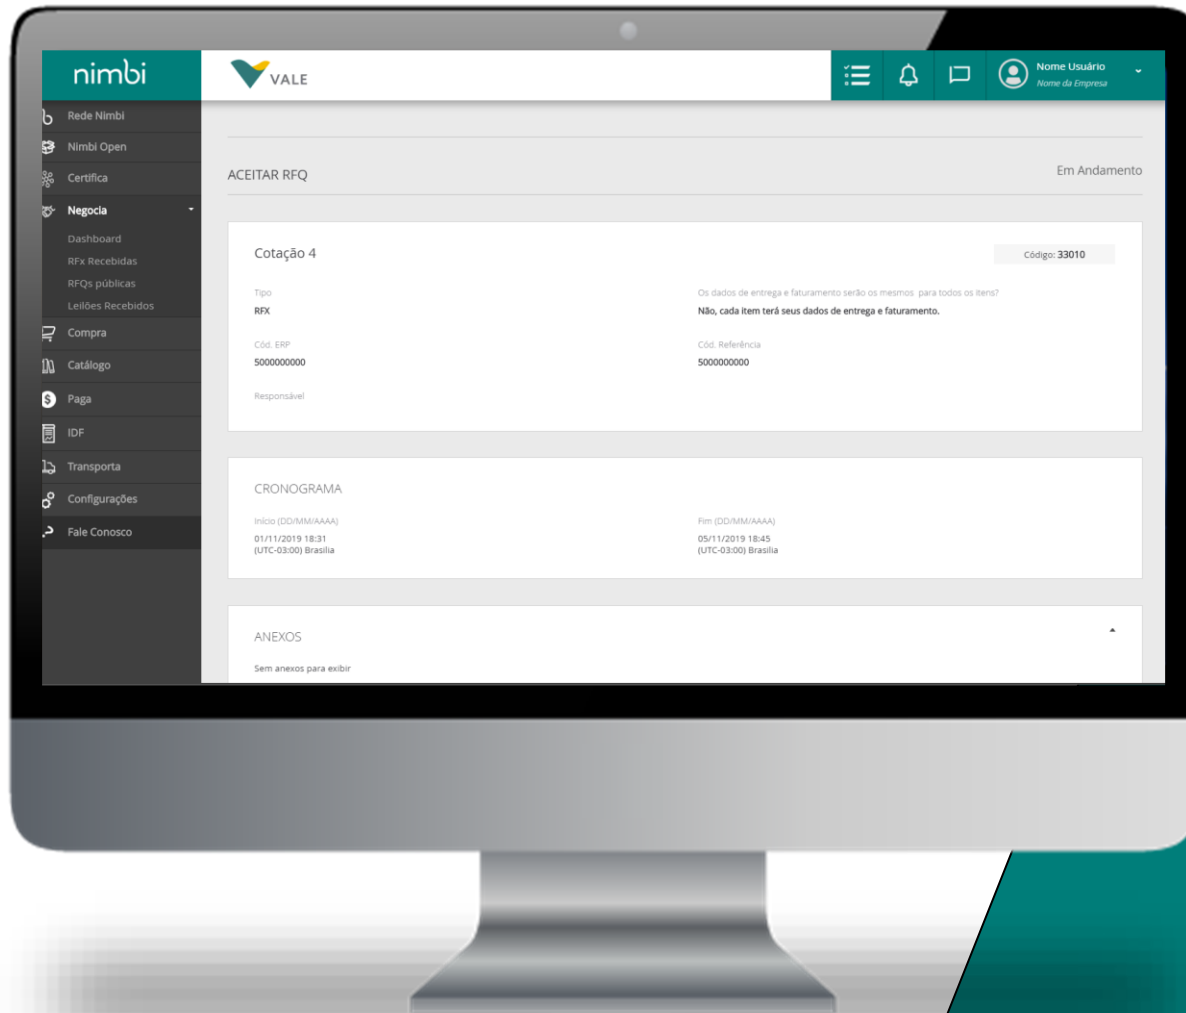 nimbi
VALE
Nome Usuário
Nome da Empresa
Rede Nimbi
Nimbi Open
Certifica
Negocia
Dashboard
RFx Recebidas
RFQs públicas
Leilões Recebidos
Compra
Catálogo
Paga
IDF
Transporta
Configurações
Fale Conosco
ACEITAR RFQ
Em Andamento
Cotação 4
Código: 33010
Tipo
RFX
Os dados de entrega e faturamento serão os mesmos para todos os itens?
Não, cada item terá seus dados de entrega e faturamento.
Cód. ERP
5000000000
Cód. Referência
5000000000
Responsável
CRONOGRAMA
Início (DD/MM/AAAA)
01/11/2019 18:31
(UTC-03:00) Brasilia
Fim (DD/MM/AAAA)
05/11/2019 18:45
(UTC-03:00) Brasilia
ANEXOS
Sem anexos para exibir